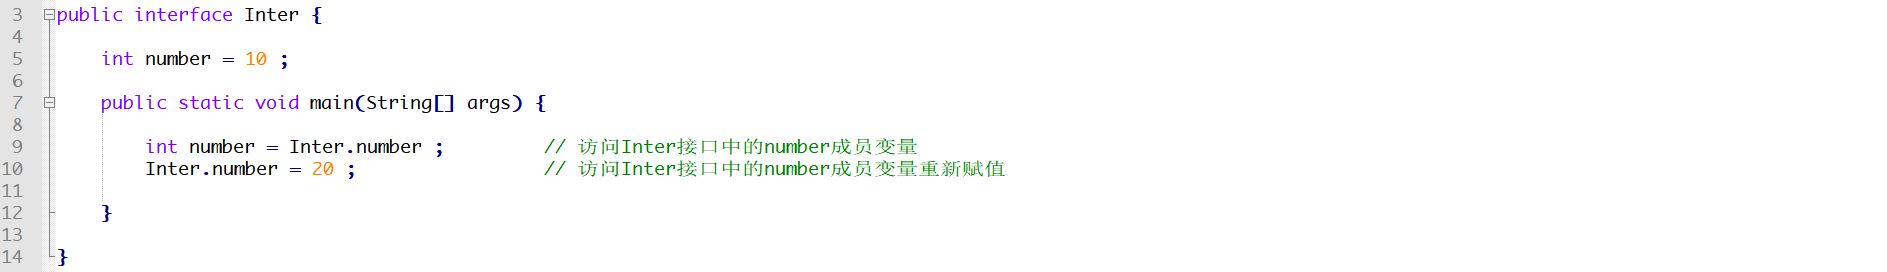 3 public interface Inter {
4
5 int number = 10 ;
6
7 public static void main(String[] args) {
8
9 int number = Inter.number ; // 访问Inter接口中的number成员变量
10 Inter.number = 20 ; // 访问Inter接口中的number成员变量重新赋值
11
12 }
13
14 }